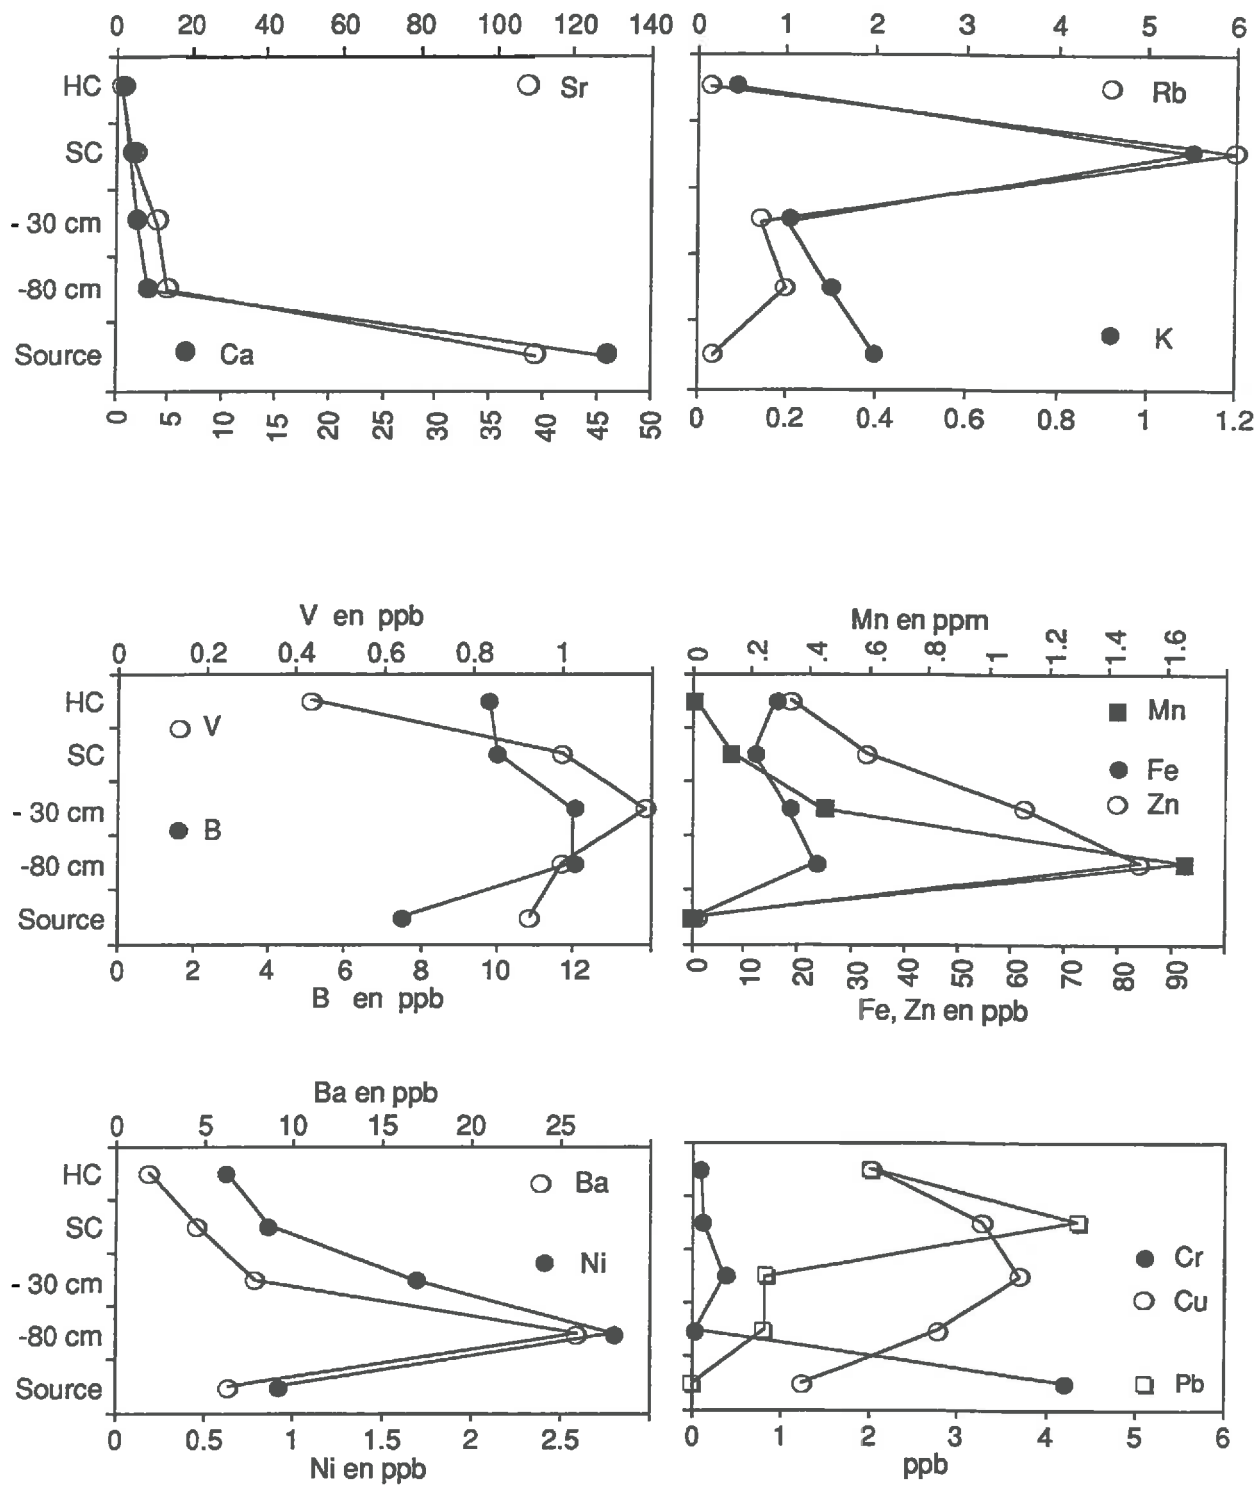 0 20 40 60 80 100 120 140
HC
SC
- 30 cm
-80 cm
Source
Sr
Ca
0 5 10 15 20 25 30 35 40 45 50
0 1 2 3 4 5 6
Rb
K
0 0.2 0.4 0.6 0.8 1 1.2
V en ppb
0 0.2 0.4 0.6 0.8 1
HC
SC
- 30 cm
-80 cm
Source
V
B
0 2 4 6 8 10 12
B en ppb
Mn en ppm
0 .2 .4 .6 .8 1 1.2 1.4 1.6
Mn
Fe
Zn
0 10 20 30 40 50 60 70 80 90
Fe, Zn en ppb
Ba en ppb
0 5 10 15 20 25
HC
SC
- 30 cm
-80 cm
Source
Ba
Ni
0 0.5 1 1.5 2 2.5
Ni en ppb
Cr
Cu
Pb
0 1 2 3 4 5 6
ppb